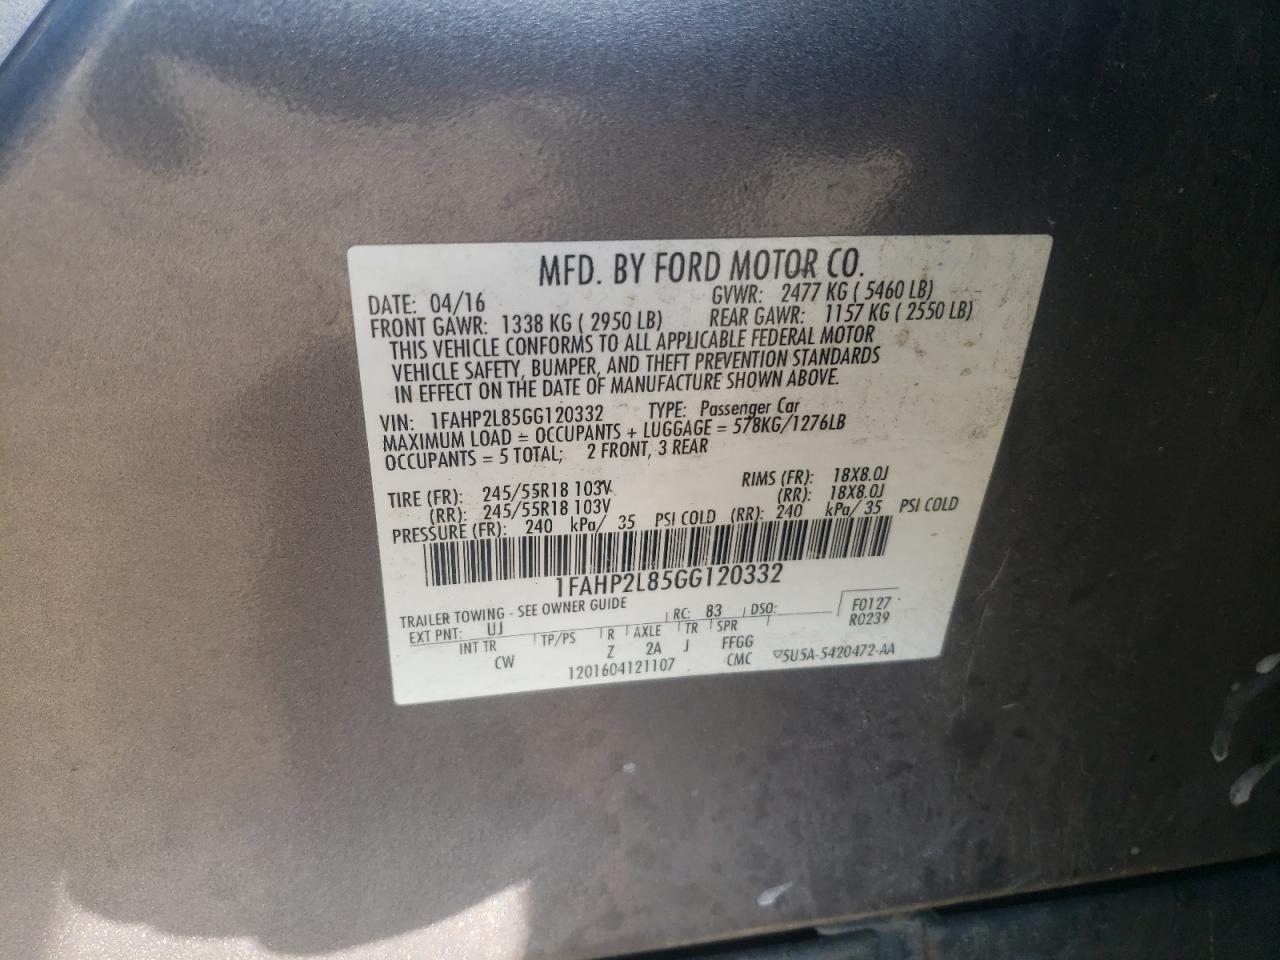 MFD. BY FORD MOTOR CO.
DATE: 04/16 GVWR: 2477 KG ( 5460 LB)
FRONT GAWR: 1338 KG ( 2950 LB) REAR GAWR: 1157 KG ( 2550 LB)
THIS VEHICLE CONFORMS TO ALL APPLICABLE FEDERAL MOTOR
VEHICLE SAFETY, BUMPER, AND THEFT PREVENTION STANDARDS
IN EFFECT ON THE DATE OF MANUFACTURE SHOWN ABOVE.
VIN: 1FAHP2L85GG120332 TYPE: Passenger Car
MAXIMUM LOAD = OCCUPANTS + LUGGAGE = 578KG/1276LB
OCCUPANTS = 5 TOTAL; 2 FRONT, 3 REAR
TIRE (FR): 245/55R18 103V RIMS (FR): 18X8.0J
(RR): 245/55R18 103V (RR): 18X8.0J
PRESSURE (FR): 240 kPa/ 35 PSI COLD (RR): 240 kPa/ 35 PSI COLD
1FAHP2L85GG120332
TRAILER TOWING - SEE OWNER GUIDE
EXT PNT: UJ RC: 83 DSO: F0127
INT TR TP/PS R AXLE TR SPR R0239
CW Z 2A J FFGG
1201604121107 CMC ▽5U5A-5420472-AA